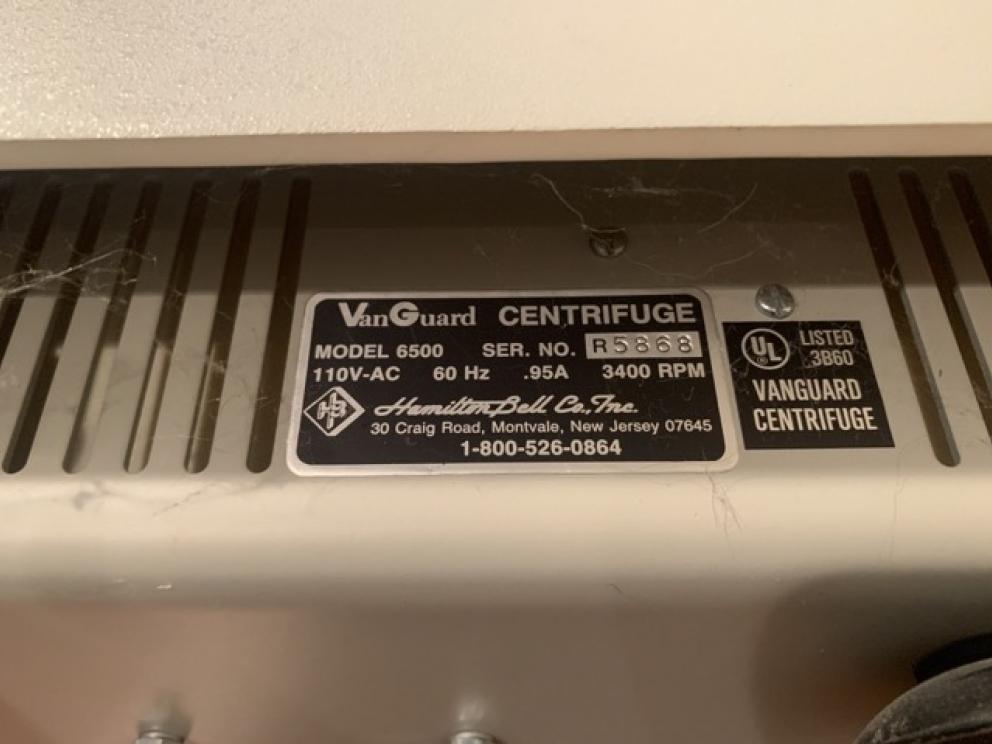 VanGuard CENTRIFUGE
MODEL 6500 SER. NO. R5868
110V-AC 60 Hz .95A 3400 RPM
HB Hamilton Bell Co., Inc.
30 Craig Road, Montvale, New Jersey 07645
1-800-526-0864
UL LISTED
3B60
VANGUARD
CENTRIFUGE